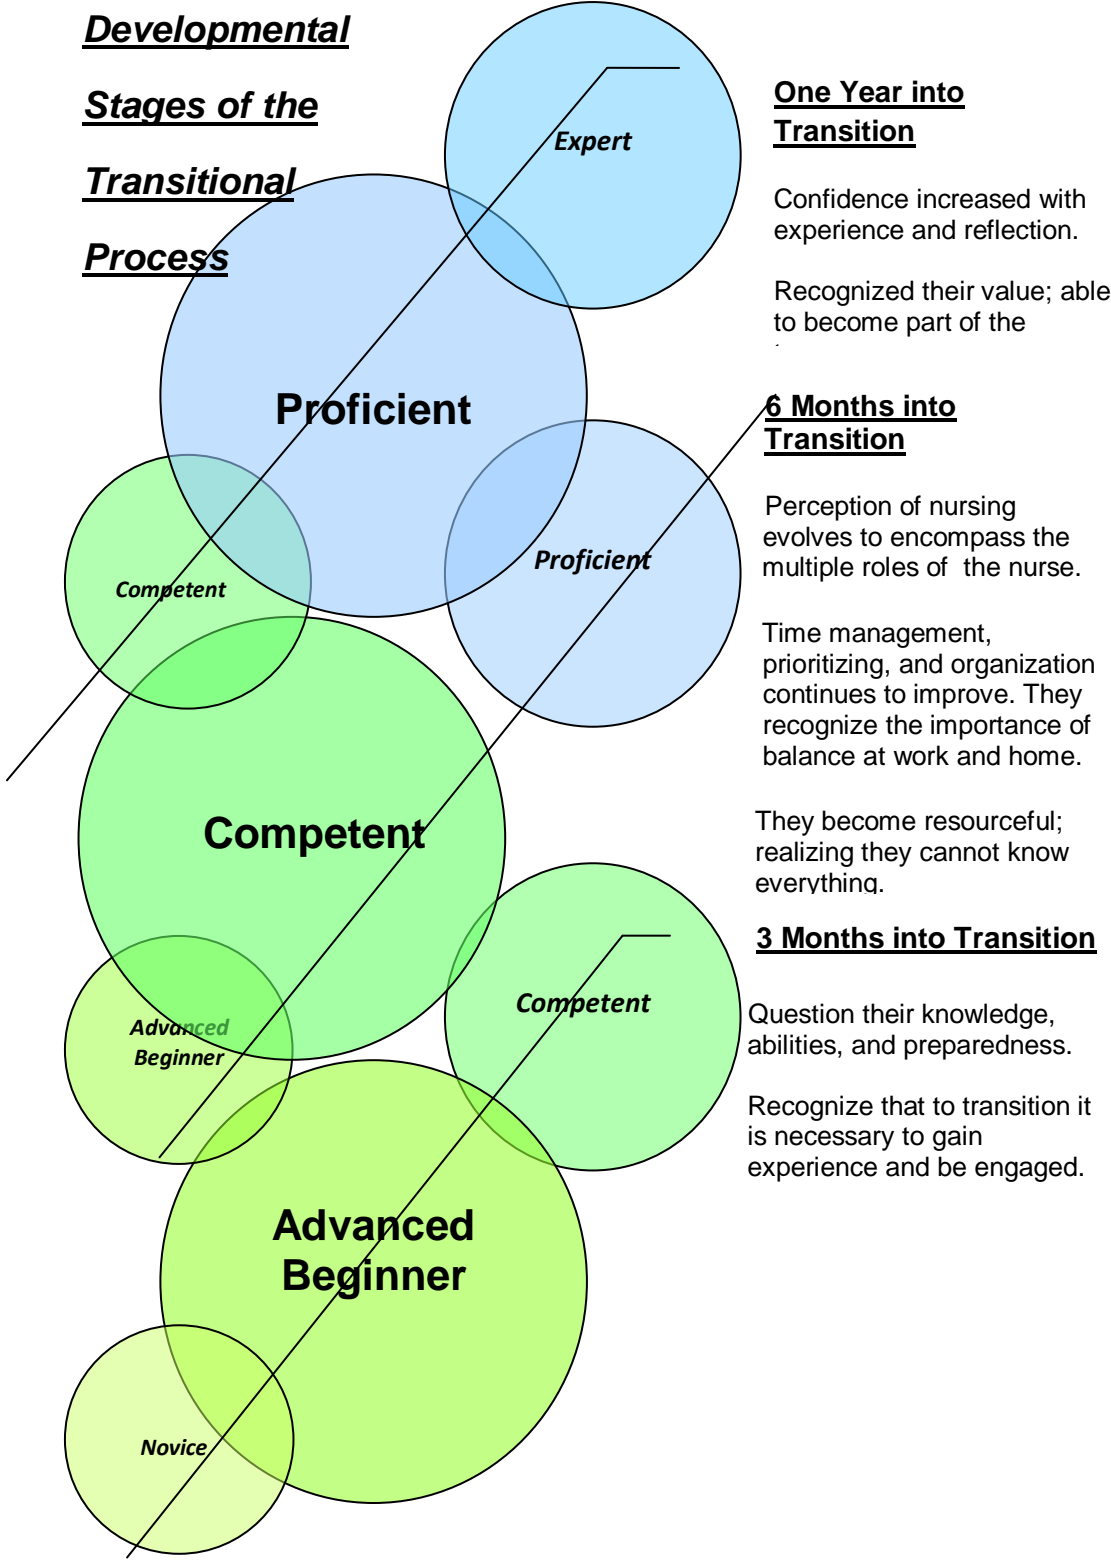 Developmental
Stages of the
Transitional
Process
Expert
One Year into
Transition
Confidence increased with
experience and reflection.
Recognized their value; able
to become part of the
Proficient
Competent
6 Months into
Transition
Proficient
Perception of nursing
evolves to encompass the
multiple roles of the nurse.
Time management,
prioritizing, and organization
continues to improve. They
recognize the importance of
balance at work and home.
They become resourceful;
realizing they cannot know
everything.
Competent
Advanced
Beginner
Competent
3 Months into Transition
Question their knowledge,
abilities, and preparedness.
Recognize that to transition it
is necessary to gain
experience and be engaged.
Advanced
Beginner
Novice